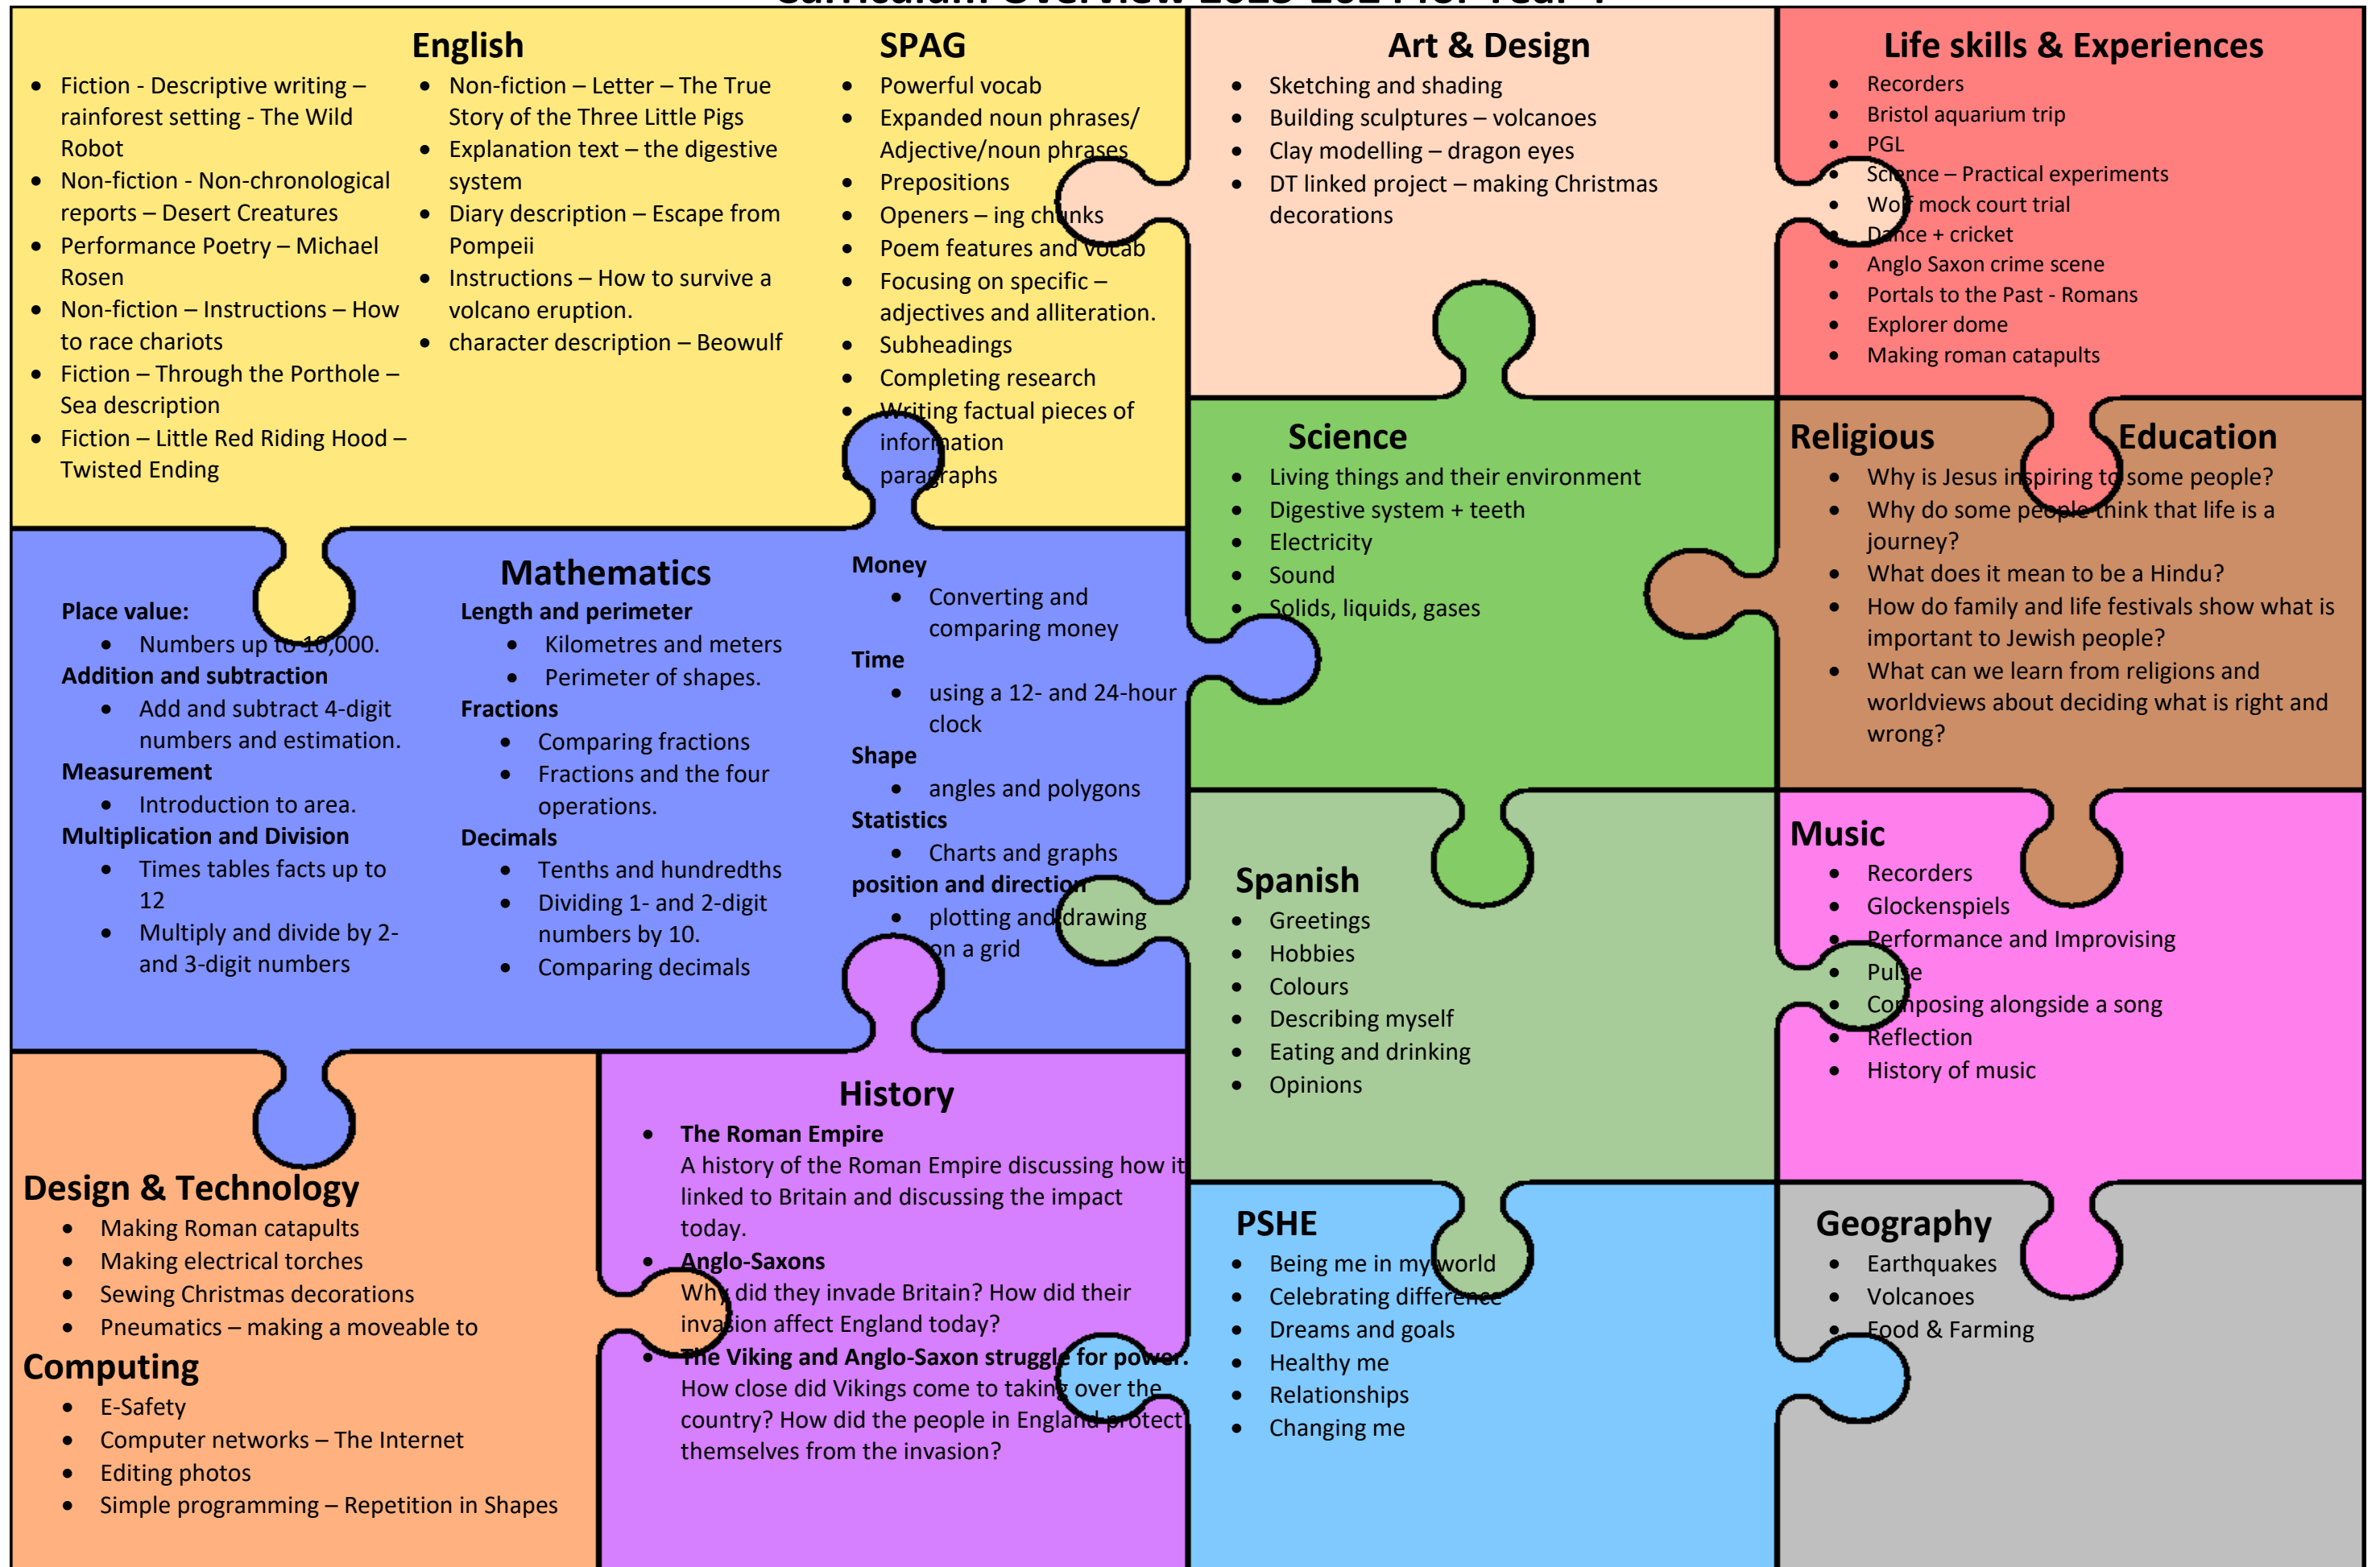 Curriculum Overview 2023-2024 for Year 4
English
• Fiction - Descriptive writing –
rainforest setting - The Wild
Robot
• Non-fiction - Non-chronological
reports – Desert Creatures
• Performance Poetry – Michael
Rosen
• Non-fiction – Instructions – How
to race chariots
• Fiction – Through the Porthole –
Sea description
• Fiction – Little Red Riding Hood –
Twisted Ending
• Non-fiction – Letter – The True
Story of the Three Little Pigs
• Explanation text – the digestive
system
• Diary description – Escape from
Pompeii
• Instructions – How to survive a
volcano eruption.
• character description – Beowulf
SPAG
• Powerful vocab
• Expanded noun phrases/
Adjective/noun phrases
• Prepositions
• Openers – ing chunks
• Poem features and vocab
• Focusing on specific –
adjectives and alliteration.
• Subheadings
• Completing research
• Writing factual pieces of
information
• paragraphs
Art & Design
• Sketching and shading
• Building sculptures – volcanoes
• Clay modelling – dragon eyes
• DT linked project – making Christmas
decorations
Life skills & Experiences
• Recorders
• Bristol aquarium trip
• PGL
• Science – Practical experiments
• Wolf mock court trial
• Dance + cricket
• Anglo Saxon crime scene
• Portals to the Past - Romans
• Explorer dome
• Making roman catapults
Mathematics
Place value:
• Numbers up to 10,000.
Addition and subtraction
• Add and subtract 4-digit
numbers and estimation.
Measurement
• Introduction to area.
Multiplication and Division
• Times tables facts up to
12
• Multiply and divide by 2-
and 3-digit numbers
Length and perimeter
• Kilometres and meters
• Perimeter of shapes.
Fractions
• Comparing fractions
• Fractions and the four
operations.
Decimals
• Tenths and hundredths
• Dividing 1- and 2-digit
numbers by 10.
• Comparing decimals
Money
• Converting and
comparing money
Time
• using a 12- and 24-hour
clock
Shape
• angles and polygons
Statistics
• Charts and graphs
position and direction
• plotting and drawing
on a grid
Science
• Living things and their environment
• Digestive system + teeth
• Electricity
• Sound
• Solids, liquids, gases
Religious Education
• Why is Jesus inspiring to some people?
• Why do some people think that life is a
journey?
• What does it mean to be a Hindu?
• How do family and life festivals show what is
important to Jewish people?
• What can we learn from religions and
worldviews about deciding what is right and
wrong?
Spanish
• Greetings
• Hobbies
• Colours
• Describing myself
• Eating and drinking
• Opinions
Music
• Recorders
• Glockenspiels
• Performance and Improvising
• Pulse
• Composing alongside a song
• Reflection
• History of music
Design & Technology
• Making Roman catapults
• Making electrical torches
• Sewing Christmas decorations
• Pneumatics – making a moveable to
Computing
• E-Safety
• Computer networks – The Internet
• Editing photos
• Simple programming – Repetition in Shapes
History
• The Roman Empire
A history of the Roman Empire discussing how it
linked to Britain and discussing the impact
today.
• Anglo-Saxons
Why did they invade Britain? How did their
invasion affect England today?
• The Viking and Anglo-Saxon struggle for power.
How close did Vikings come to taking over the
country? How did the people in England protect
themselves from the invasion?
PSHE
• Being me in my world
• Celebrating difference
• Dreams and goals
• Healthy me
• Relationships
• Changing me
Geography
• Earthquakes
• Volcanoes
• Food & Farming